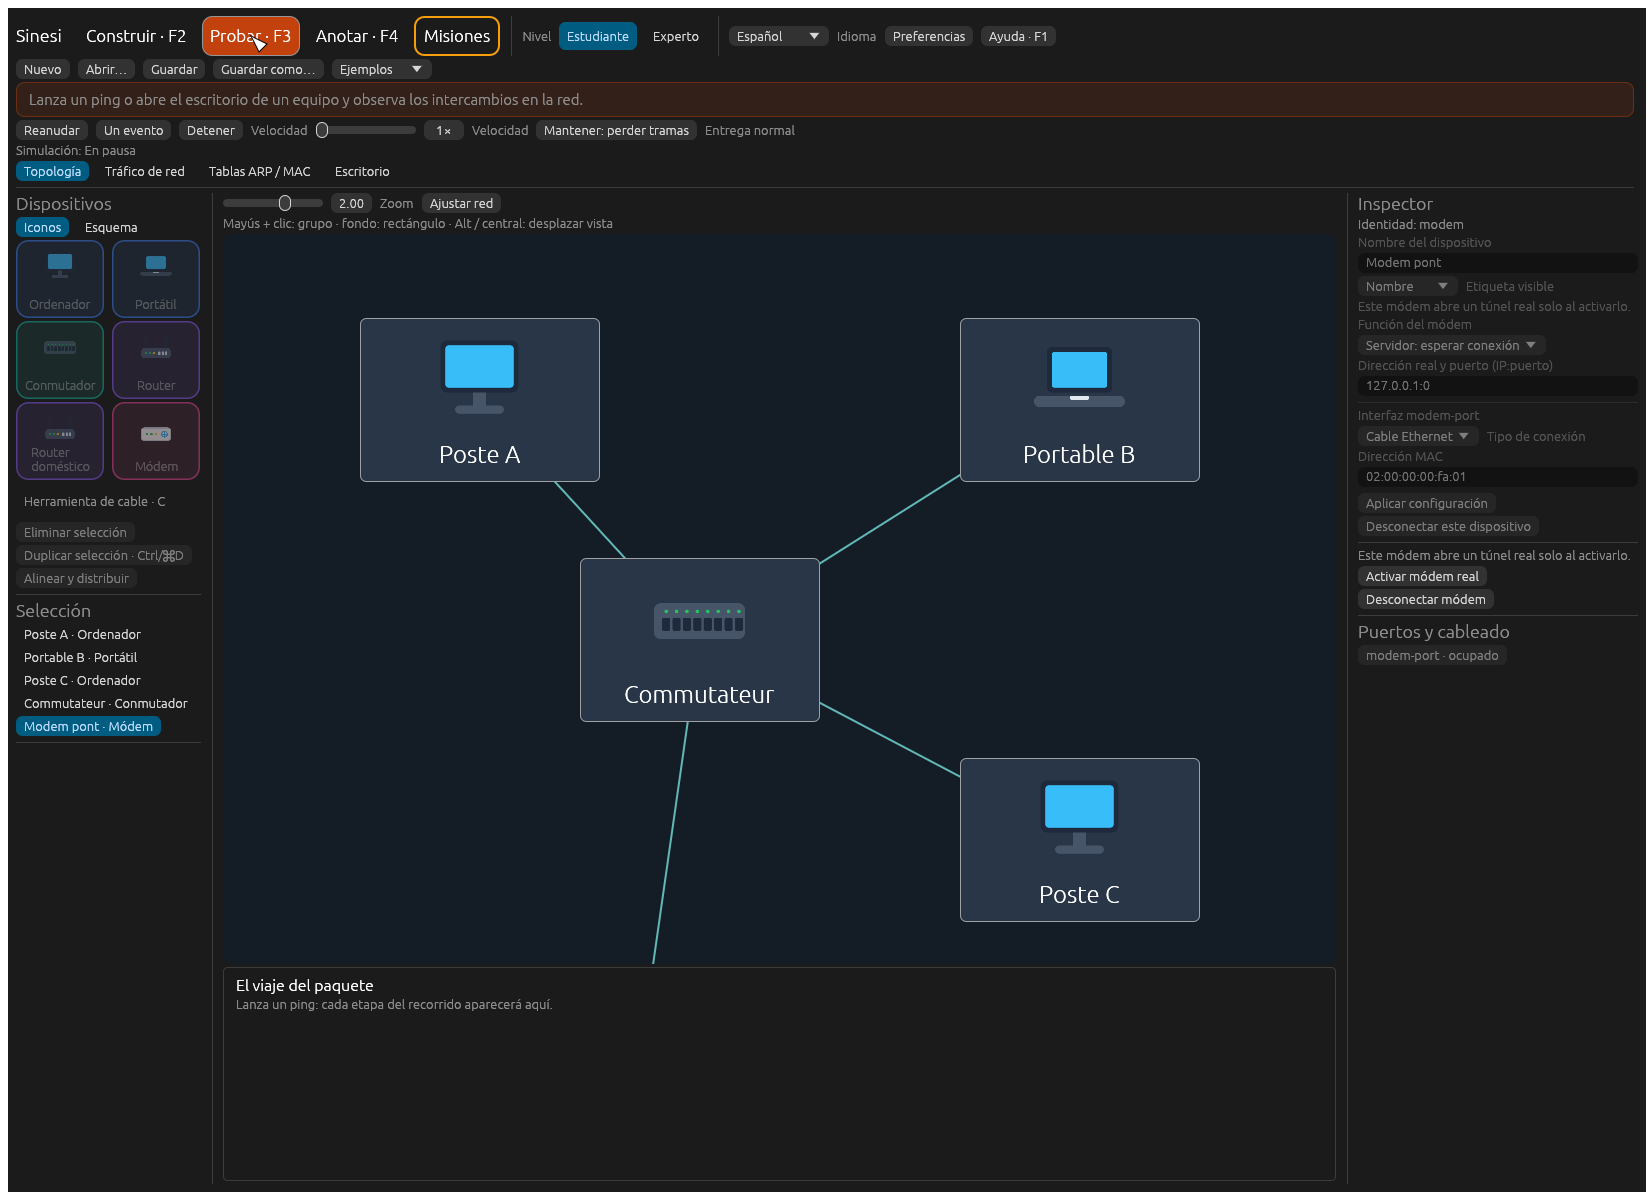 Sinesi Construir · F2 Probar · F3 Anotar · F4 Misiones Nivel Estudiante Experto Español Idioma Preferencias Ayuda · F1
Nuevo Abrir... Guardar Guardar como... Ejemplos
Lanza un ping o abre el escritorio de un equipo y observa los intercambios en la red.
Reanudar Un evento Detener Velocidad 1× Velocidad Mantener: perder tramas Entrega normal
Simulación: En pausa
Topología Tráfico de red Tablas ARP / MAC Escritorio
Dispositivos
Iconos Esquema
Ordenador Portátil
Conmutador Router
Router doméstico Módem
Herramienta de cable · C
Eliminar selección
Duplicar selección · Ctrl/⌘D
Alinear y distribuir
Selección
Poste A · Ordenador
Portable B · Portátil
Poste C · Ordenador
Commutateur · Conmutador
Modem pont · Módem
2.00 Zoom Ajustar red
Mayús + clic: grupo · fondo: rectángulo · Alt / central: desplazar vista
Poste A
Portable B
Commutateur
Poste C
El viaje del paquete
Lanza un ping: cada etapa del recorrido aparecerá aquí.
Inspector
Identidad: modem
Nombre del dispositivo
Modem pont
Nombre Etiqueta visible
Este módem abre un túnel real solo al activarlo.
Función del módem
Servidor: esperar conexión
Dirección real y puerto (IP:puerto)
127.0.0.1:0
Interfaz modem-port
Cable Ethernet Tipo de conexión
Dirección MAC
02:00:00:00:fa:01
Aplicar configuración
Desconectar este dispositivo
Este módem abre un túnel real solo al activarlo.
Activar módem real
Desconectar módem
Puertos y cableado
modem-port · ocupado